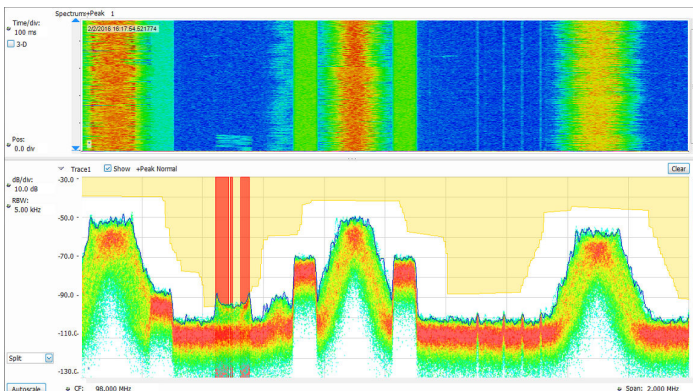 Spectrum+Peak 1
Time/div:
100 ms
3-D
2/2/2016 16:17:54.521774
Pos:
0.0 div
Trace1 Show +Peak Normal Clear
dB/div:
10.0 dB
RBW:
5.00 kHz
-30.0
-50.0
-70.0
-90.0
-110.0
-130.0
Split
Autoscale CF: 98.000 MHz Span: 2.000 MHz